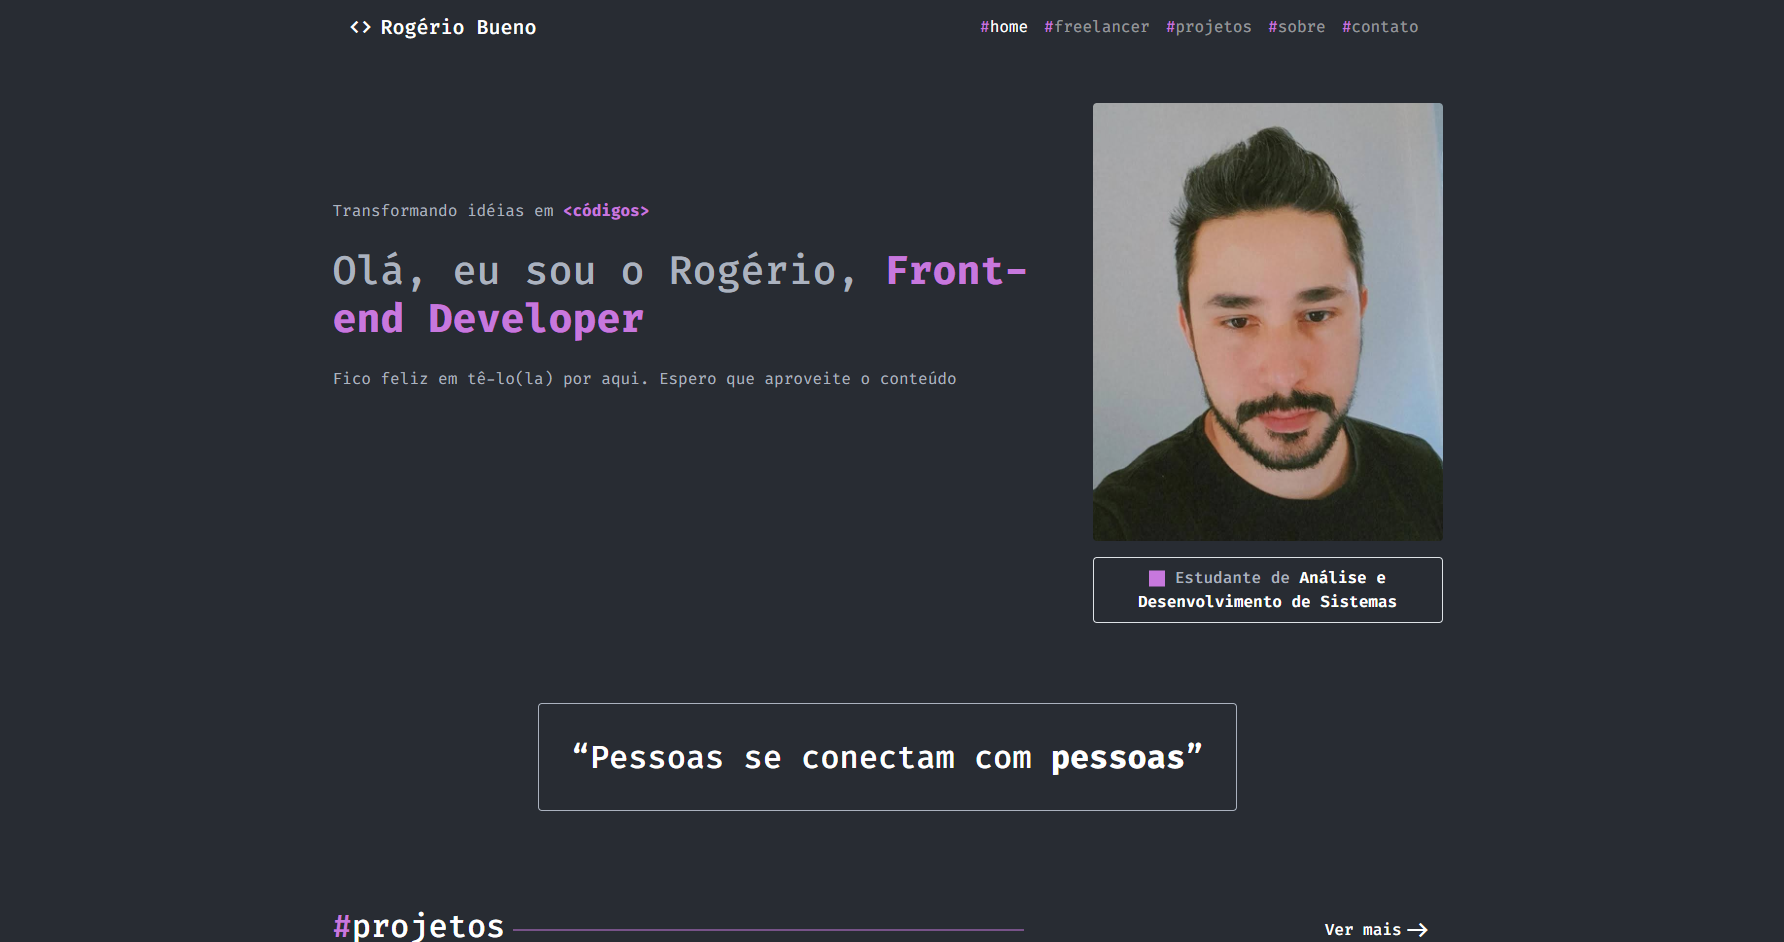 <> Rogério Bueno
#home #freelancer #projetos #sobre #contato
Transformando idéias em <códigos>
Olá, eu sou o Rogério, Front-
end Developer
Fico feliz em tê-lo(la) por aqui. Espero que aproveite o conteúdo
Estudante de Análise e
Desenvolvimento de Sistemas
“Pessoas se conectam com pessoas”
#projetos
Ver mais